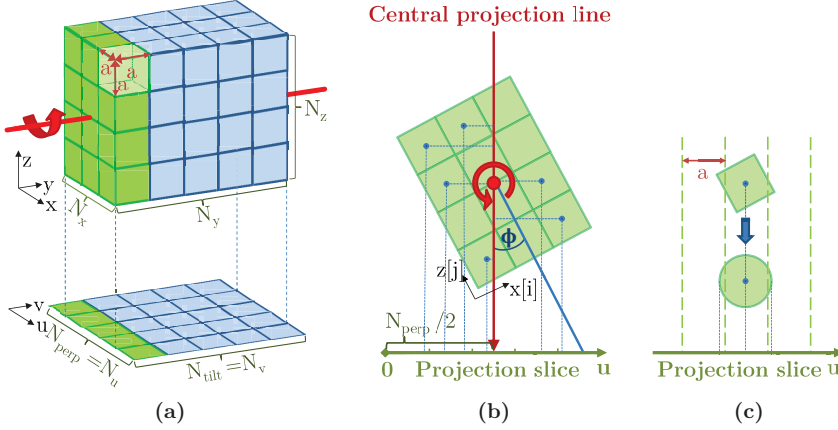 a
a
a
N_z
z
y
x
N_x
N_y
v
u
N_perp = N_u
N_tilt = N_v
(a)
Central projection line
ϕ
z[j]
x[i]
N_perp /2
0
Projection slice
u
(b)
a
Projection slice
u
(c)